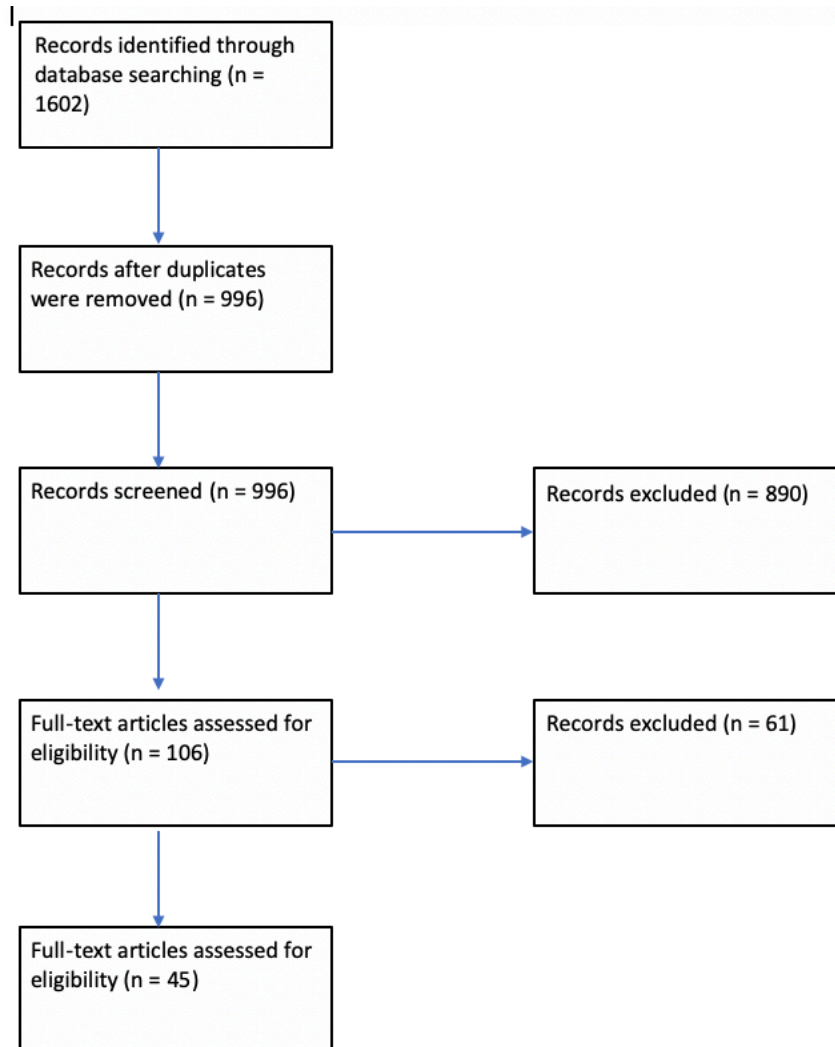 Records identified through
database searching (n =
1602)
Records after duplicates
were removed (n = 996)
Records screened (n = 996)
Records excluded (n = 890)
Full-text articles assessed for
eligibility (n = 106)
Records excluded (n = 61)
Full-text articles assessed for
eligibility (n = 45)